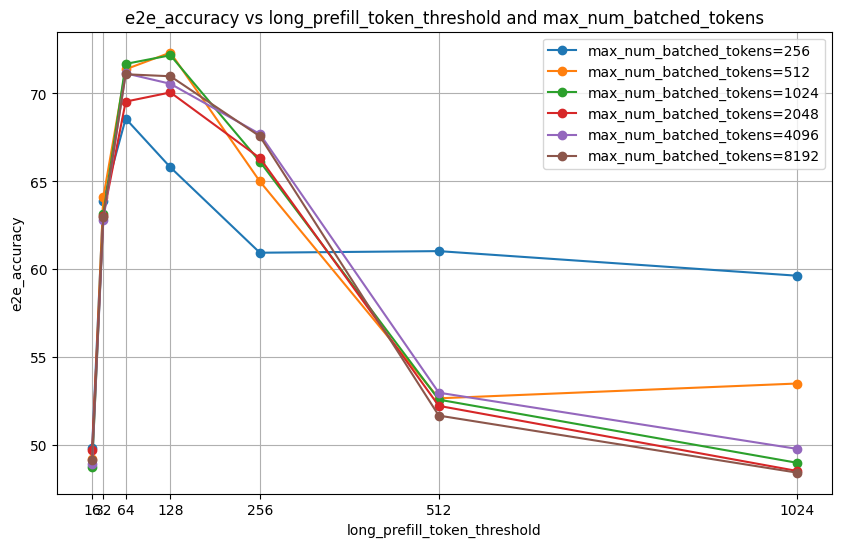 e2e_accuracy vs long_prefill_token_threshold and max_num_batched_tokens
max_num_batched_tokens=256
max_num_batched_tokens=512
max_num_batched_tokens=1024
max_num_batched_tokens=2048
max_num_batched_tokens=4096
max_num_batched_tokens=8192
e2e_accuracy
70
65
60
55
50
16 32 64 128 256 512 1024
long_prefill_token_threshold